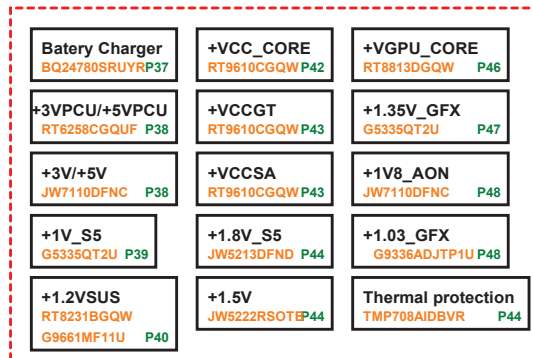 Batery Charger
BQ24780SRUYRP37
+VCC_CORE
RT9610CGQW P42
+VGPU_CORE
RT8813DGQW P46
+3VPCU/+5VPCU
RT6258CGQUF P38
+VCCGT
RT9610CGQW P43
+1.35V_GFX
G5335QT2U P47
+3V/+5V
JW7110DFNC P38
+VCCSA
RT9610CGQW P43
+1V8_AON
JW7110DFNC P48
+1V_S5
G5335QT2U P39
+1.8V_S5
JW5213DFND P44
+1.03_GFX
G9336ADJTP1U P48
+1.2VSUS
RT8231BGQW
G9661MF11U P40
+1.5V
JW5222RSOTB P44
Thermal protection
TMP708AIDBVR P44